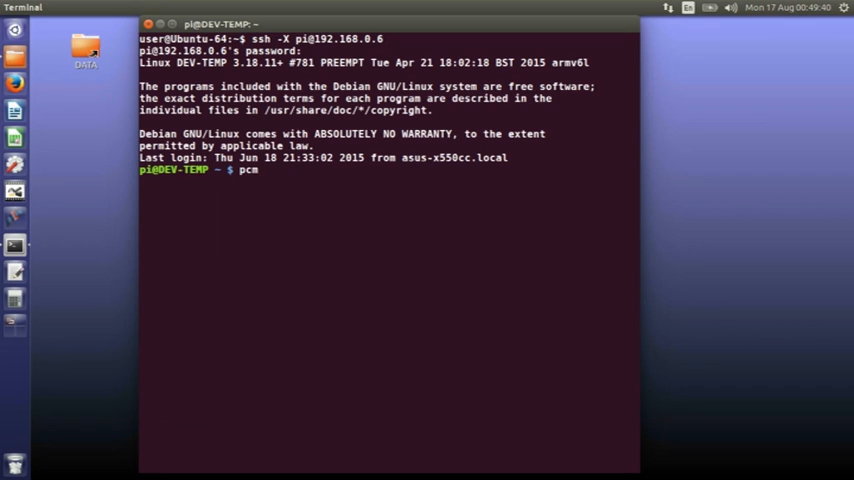 Terminal
En
Mon 17 Aug 00:49:40
pi@DEV-TEMP: ~
DATA
user@Ubuntu-64:~$ ssh -X pi@192.168.0.6
pi@192.168.0.6's password:
Linux DEV-TEMP 3.18.11+ #781 PREEMPT Tue Apr 21 18:02:18 BST 2015 armv6l
The programs included with the Debian GNU/Linux system are free software;
the exact distribution terms for each program are described in the
individual files in /usr/share/doc/*/copyright.
Debian GNU/Linux comes with ABSOLUTELY NO WARRANTY, to the extent
permitted by applicable law.
Last login: Thu Jun 18 21:33:02 2015 from asus-x550cc.local
pi@DEV-TEMP ~ $ pcm